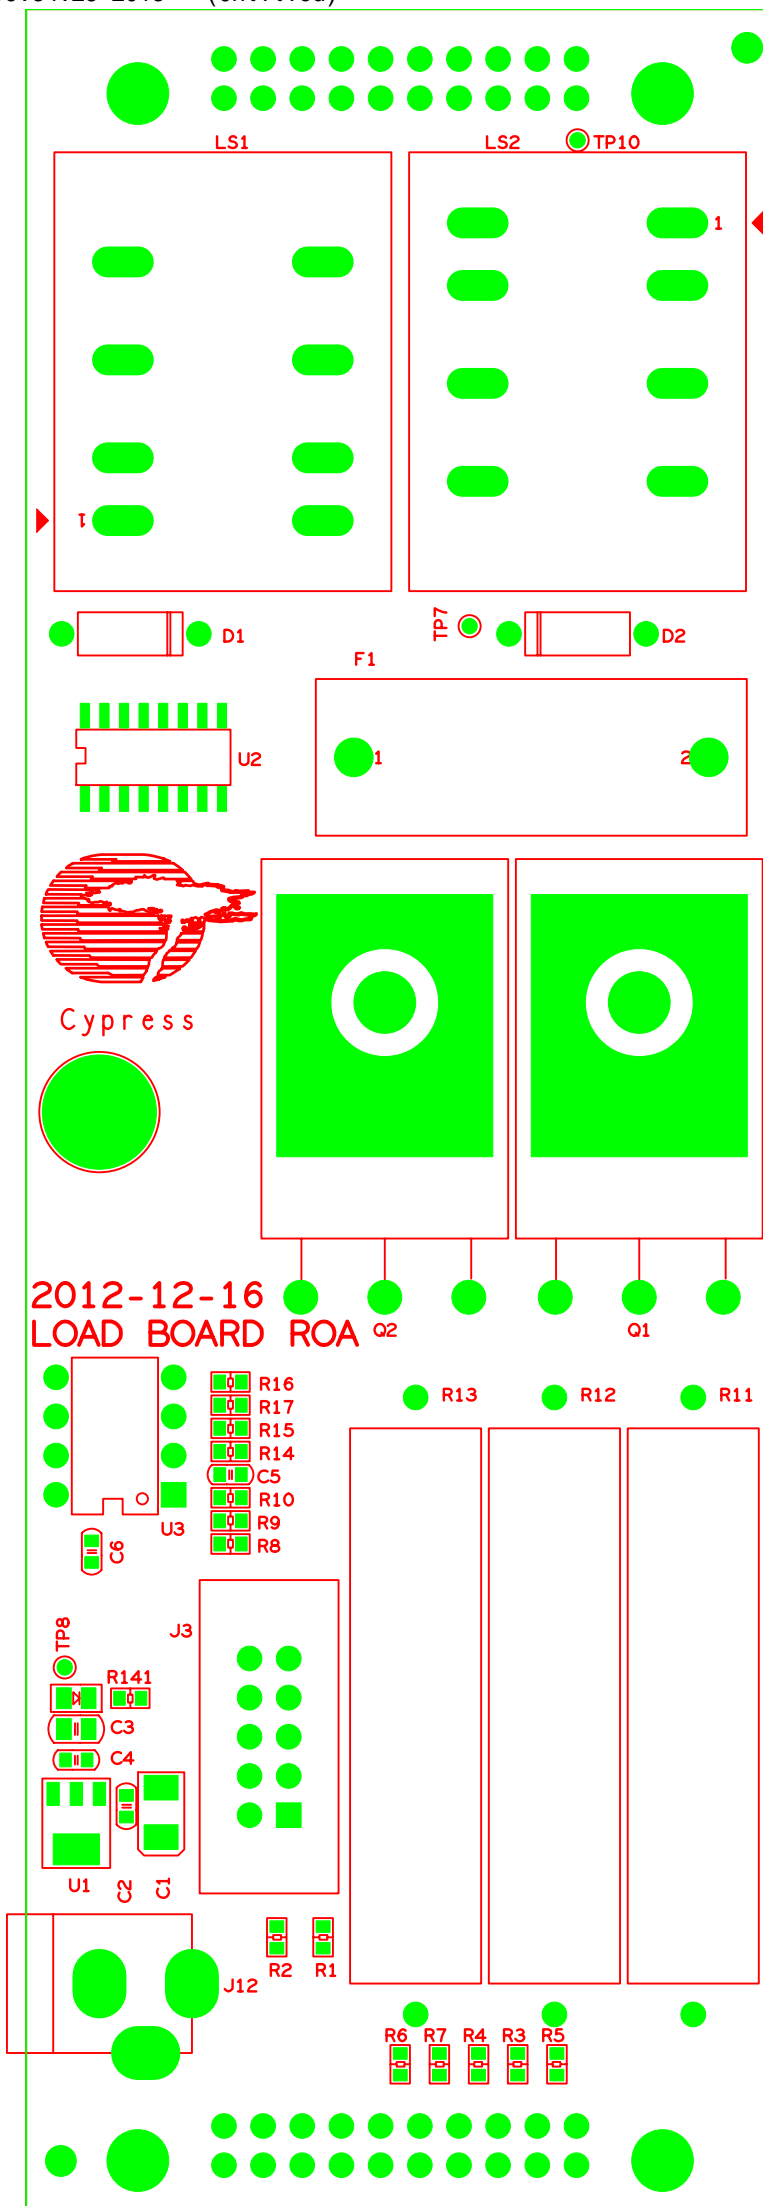 LS1
LS2
TP10
1
1
D1
TP7
D2
F1
U2
1
2
Cypress
2012-12-16
LOAD BOARD ROA
Q2
Q1
R13
R12
R11
R16
R17
R15
R14
C5
R10
R9
R8
U3
C6
J3
TP8
R141
C3
C4
U1
C2
C1
R2
R1
J12
R6
R7
R4
R3
R5